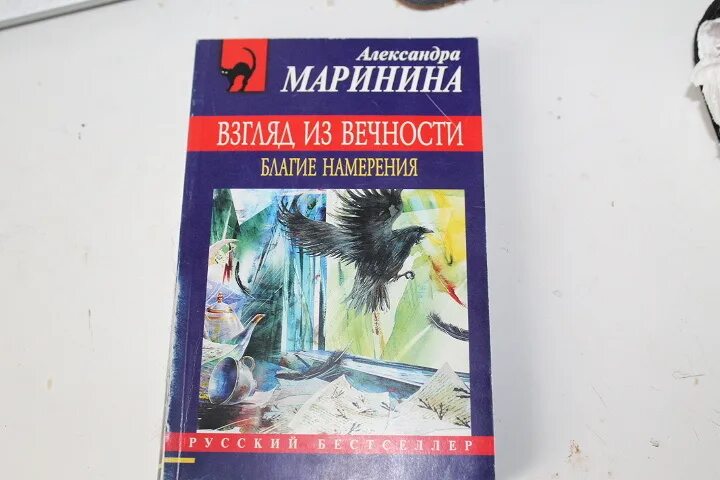 Александра
МАРИНИНА
ВЗГЛЯД ИЗ ВЕЧНОСТИ
БЛАГИЕ НАМЕРЕНИЯ
РУССКИЙ БЕСТСЕЛЛЕР